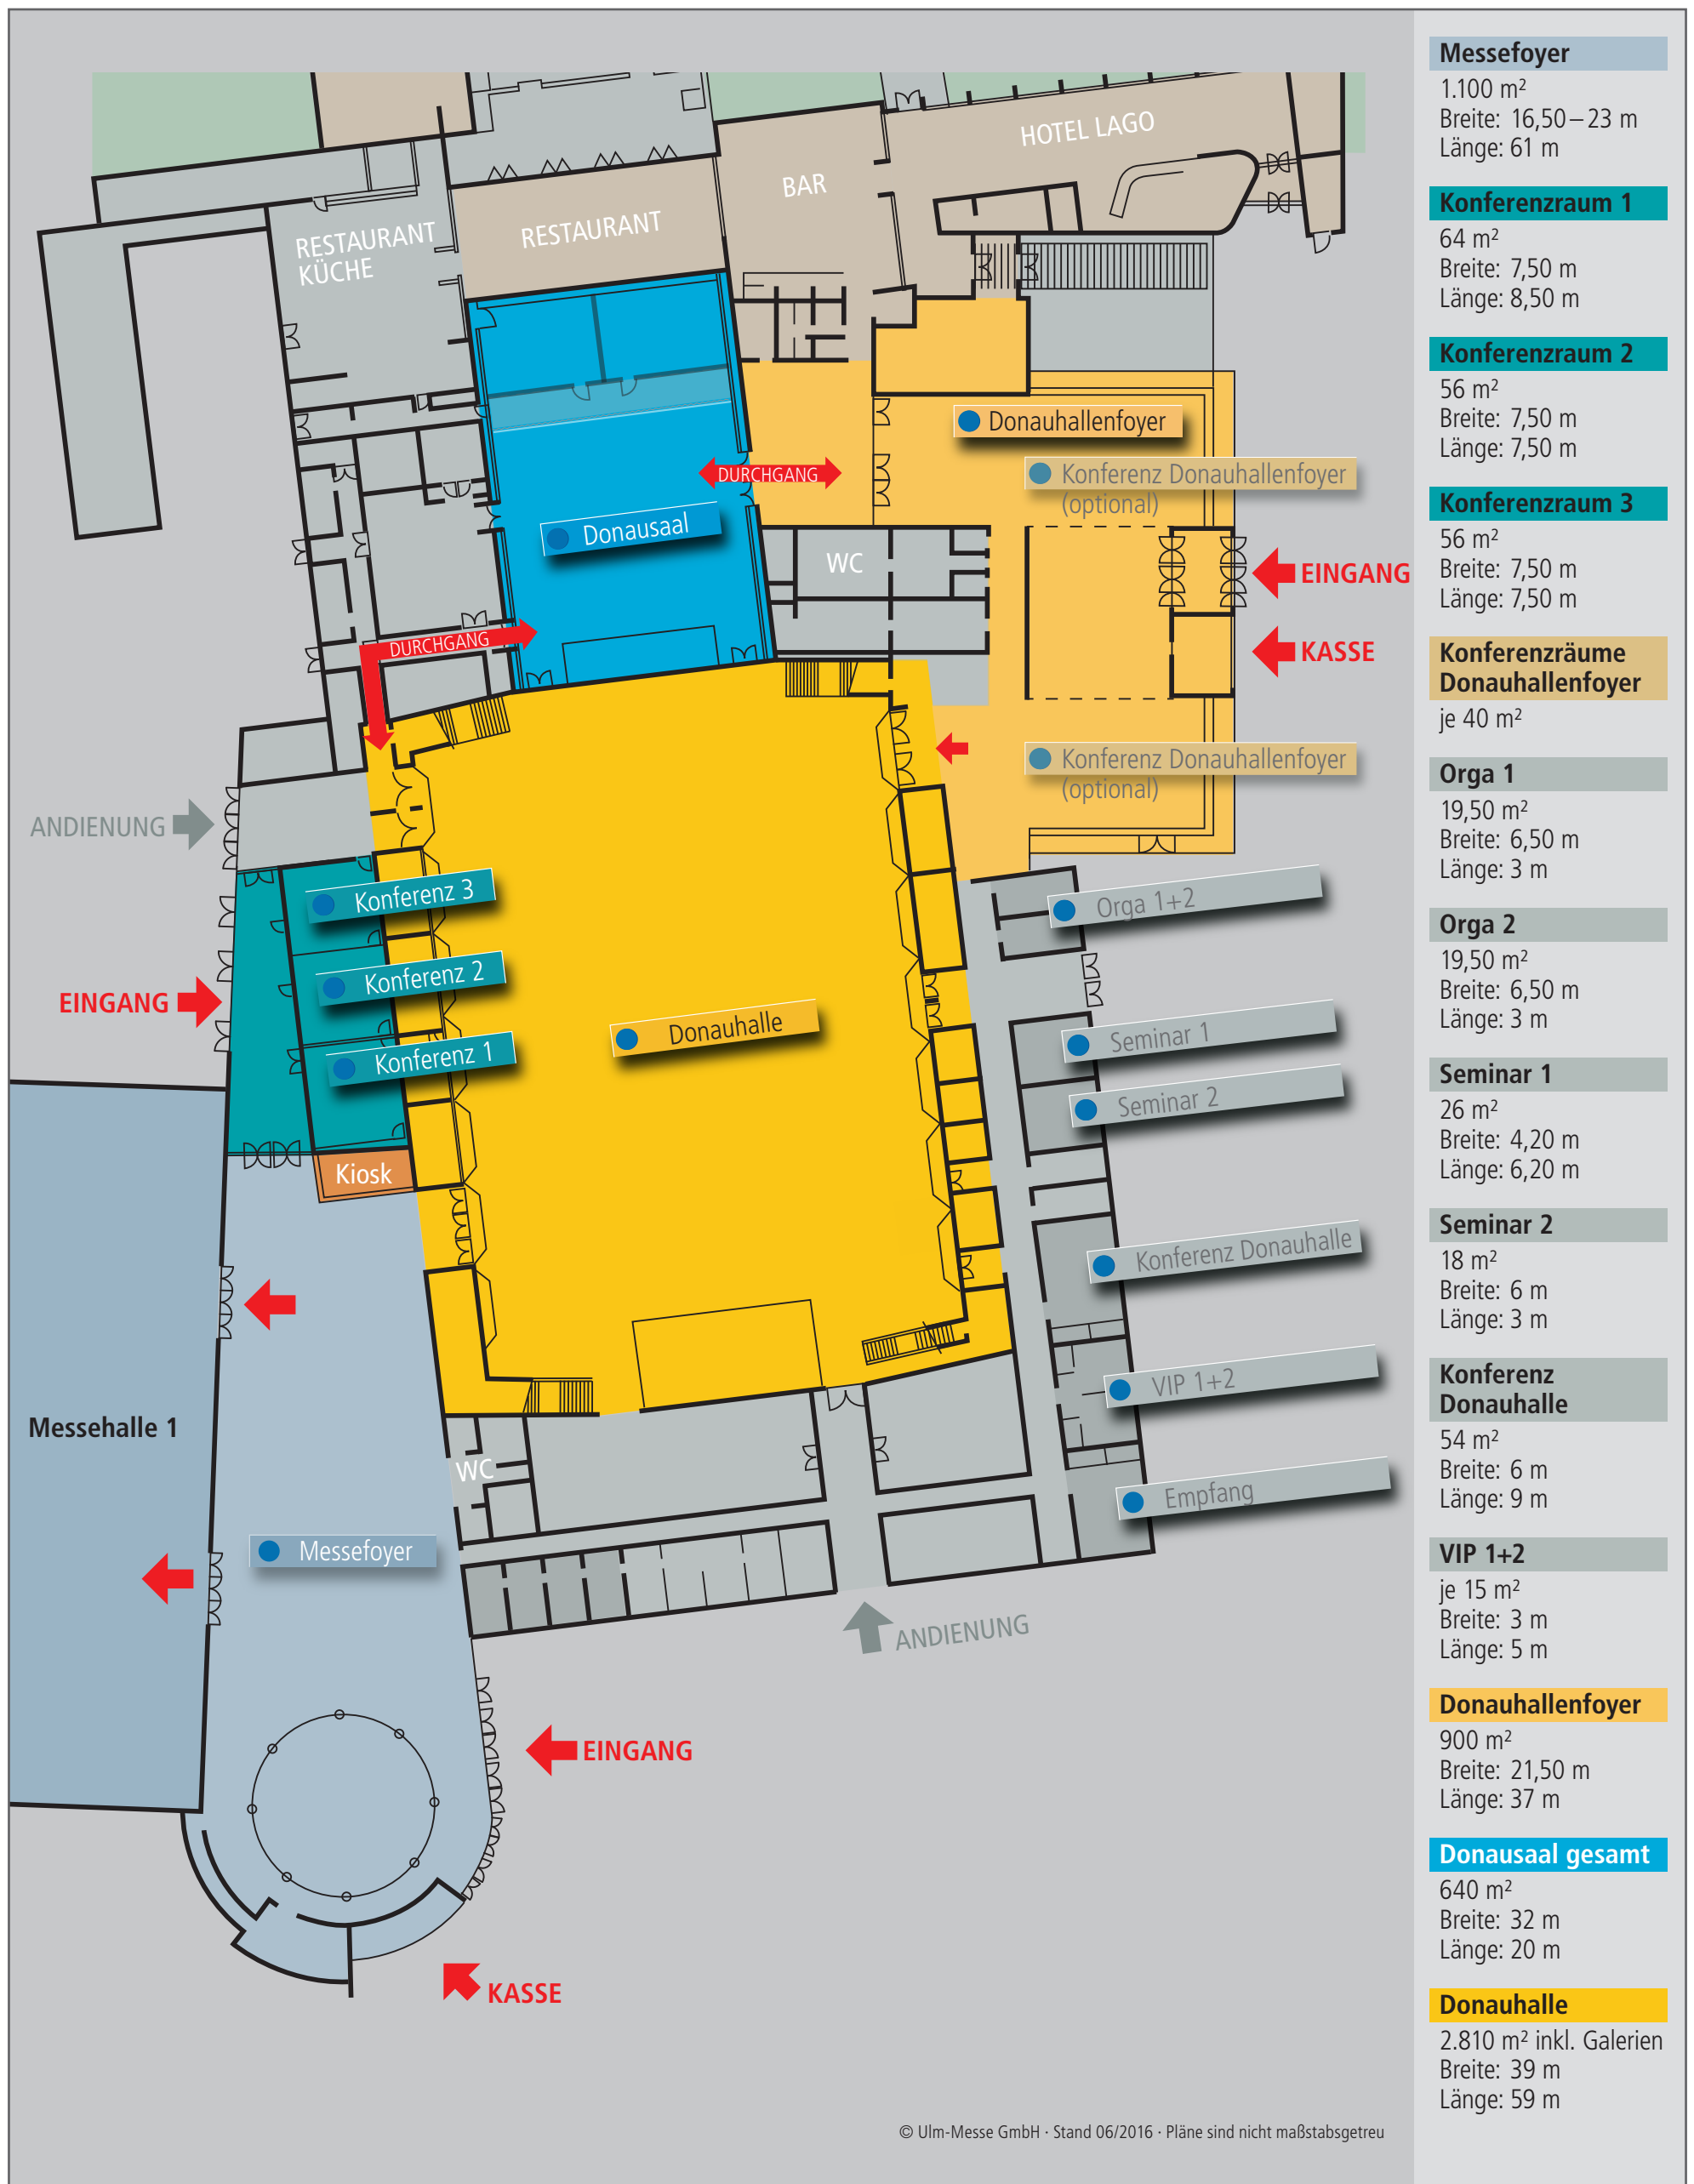 HOTEL LAGO
BAR
RESTAURANT
RESTAURANT
KÜCHE
Donauhallenfoyer
DURCHGANG
Konferenz Donauhallenfoyer
(optional)
Donausaal
WC
EINGANG
DURCHGANG
KASSE
Konferenz Donauhallenfoyer
(optional)
ANDIENUNG
Konferenz 3
Orga 1+2
Konferenz 2
EINGANG
Donauhalle
Seminar 1
Konferenz 1
Seminar 2
Kiosk
Konferenz Donauhalle
VIP 1+2
Messehalle 1
WC
Empfang
Messefoyer
ANDIENUNG
EINGANG
KASSE
© Ulm-Messe GmbH · Stand 06/2016 · Pläne sind nicht maßstabsgetreu
Messefoyer
1.100 m²
Breite: 16,50 – 23 m
Länge: 61 m
Konferenzraum 1
64 m²
Breite: 7,50 m
Länge: 8,50 m
Konferenzraum 2
56 m²
Breite: 7,50 m
Länge: 7,50 m
Konferenzraum 3
56 m²
Breite: 7,50 m
Länge: 7,50 m
Konferenzräume
Donauhallenfoyer
je 40 m²
Orga 1
19,50 m²
Breite: 6,50 m
Länge: 3 m
Orga 2
19,50 m²
Breite: 6,50 m
Länge: 3 m
Seminar 1
26 m²
Breite: 4,20 m
Länge: 6,20 m
Seminar 2
18 m²
Breite: 6 m
Länge: 3 m
Konferenz
Donauhalle
54 m²
Breite: 6 m
Länge: 9 m
VIP 1+2
je 15 m²
Breite: 3 m
Länge: 5 m
Donauhallenfoyer
900 m²
Breite: 21,50 m
Länge: 37 m
Donausaal gesamt
640 m²
Breite: 32 m
Länge: 20 m
Donauhalle
2.810 m² inkl. Galerien
Breite: 39 m
Länge: 59 m